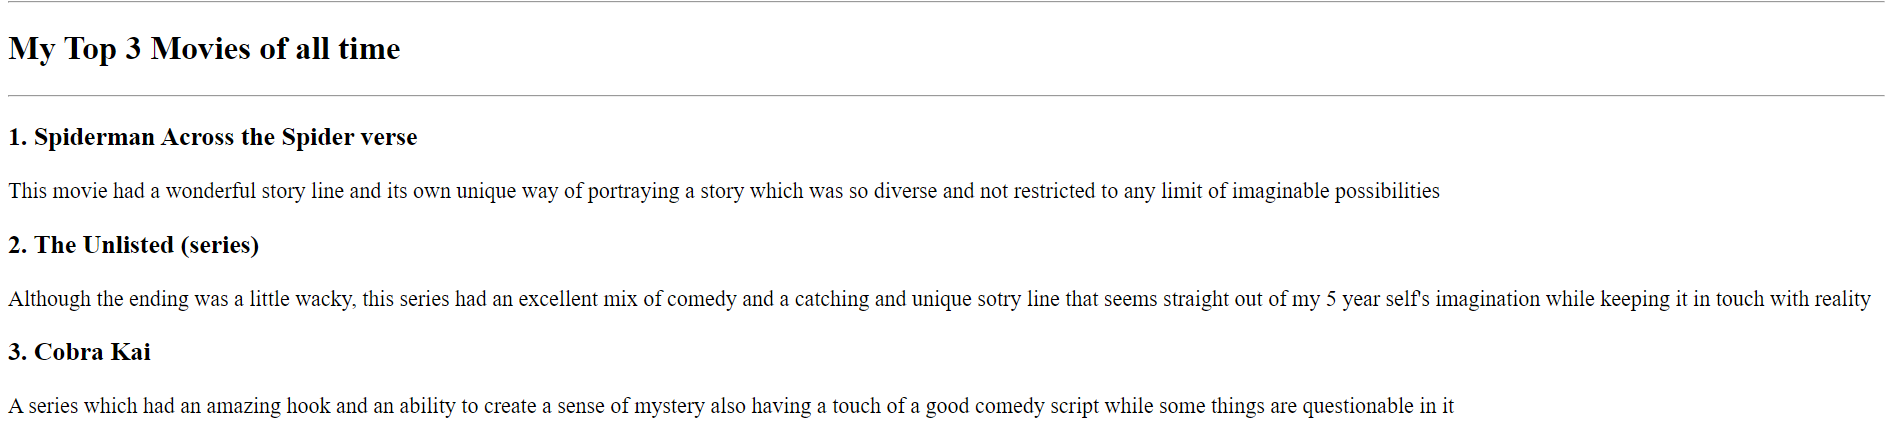 My Top 3 Movies of all time
1. Spiderman Across the Spider verse
This movie had a wonderful story line and its own unique way of portraying a story which was so diverse and not restricted to any limit of imaginable possibilities
2. The Unlisted (series)
Although the ending was a little wacky, this series had an excellent mix of comedy and a catching and unique sotry line that seems straight out of my 5 year self's imagination while keeping it in touch with reality
3. Cobra Kai
A series which had an amazing hook and an ability to create a sense of mystery also having a touch of a good comedy script while some things are questionable in it